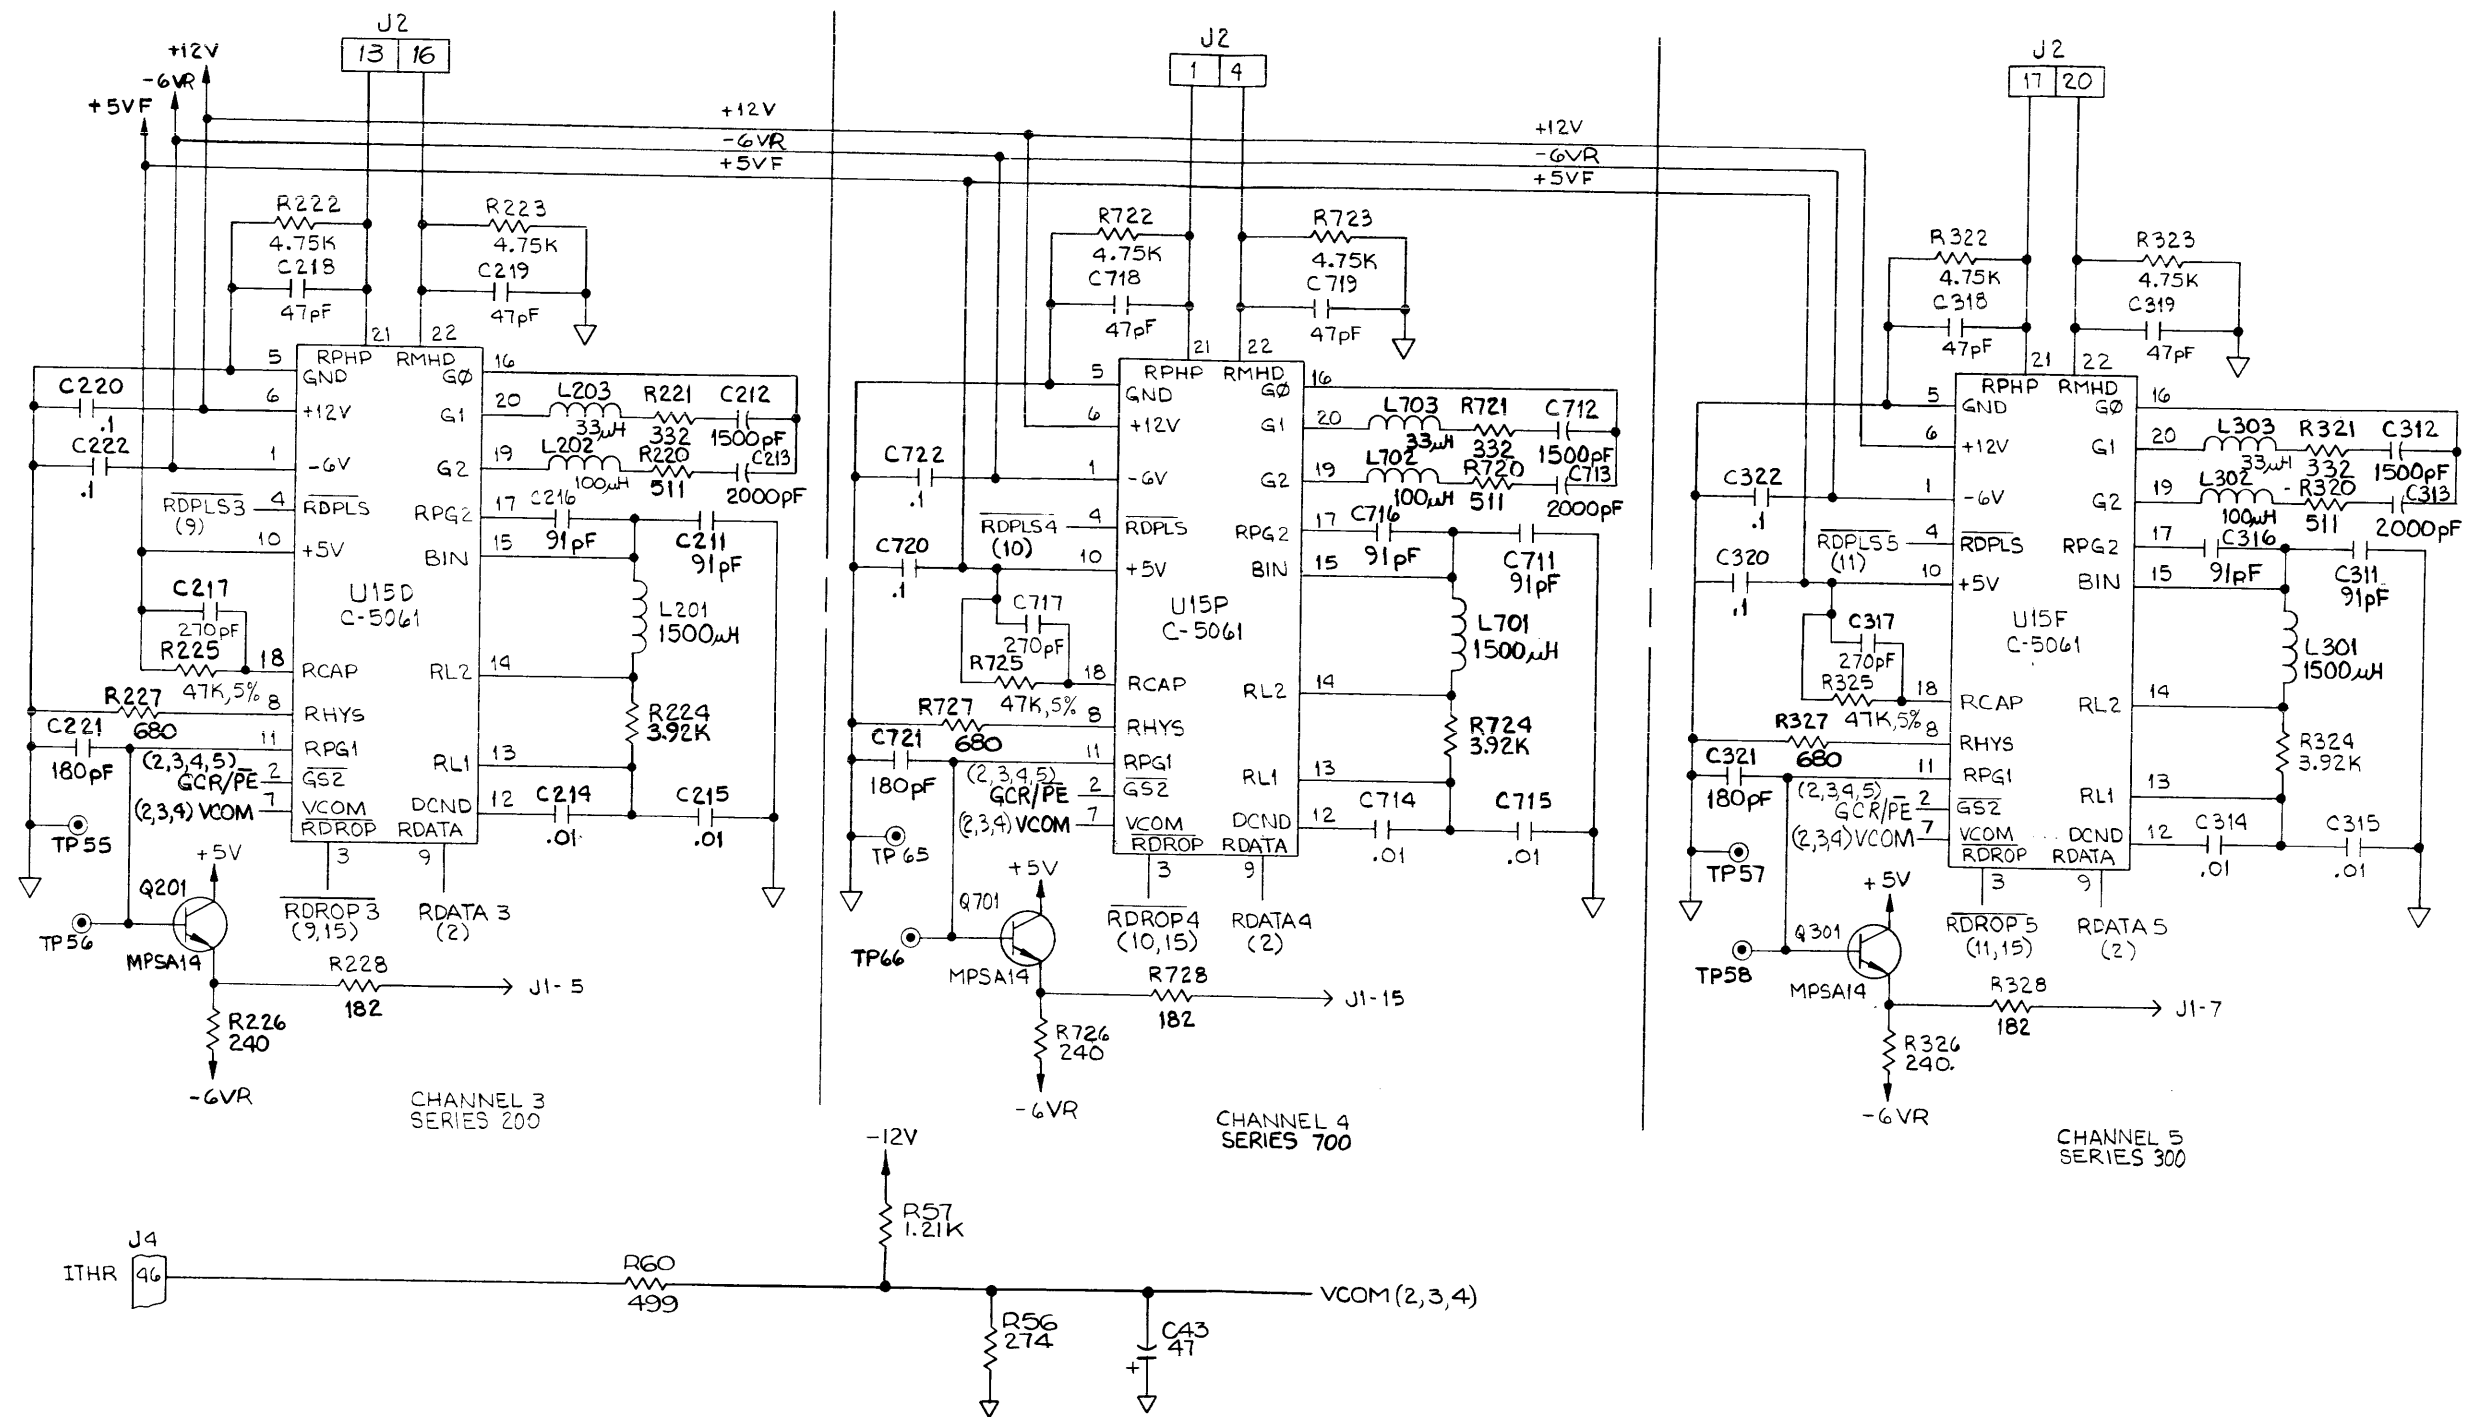 J2
13 16
+12V
-6VR
+5VF
+12V
-6VR
+5VF
R222
4.75K
C218
47pF
R223
4.75K
C219
47pF
21
22
5
RPHP RMHD
GND
GØ
16
C220
.1
6
+12V
G1
20
L203
33µH
R221
332
C212
1500pF
C222
.1
1
-6V
G2
19
L202
100µH
R220
511
C213
2000pF
RDPLS3
(9)
4
RDPLS
RPG2
17
C216
91pF
C211
91pF
10
+5V
BIN
15
C217
270pF
U15D
C-5061
L201
1500µH
R225
47K,5%
18
RCAP
RL2
14
R227
680
8
RHYS
R224
3.92K
C221
180pF
11
RPG1
RL1
13
(2,3,4,5)
GCR/PE
2
GS2
(2,3,4) VCOM
7
VCOM
DCND
12
C214
.01
C215
.01
RDROP RDATA
TP55
3
9
+5V
Q201
RDROP3
(9,15)
RDATA 3
(2)
TP56
MPSA14
R228
182
J1-5
R226
240
-6VR
CHANNEL 3
SERIES 200
J2
1 4
+12V
-6VR
+5VF
R722
4.75K
C718
47pF
R723
4.75K
C719
47pF
21
22
5
RPHP RMHD
GND
GØ
16
6
+12V
G1
20
L703
33µH
R721
332
C712
1500pF
C722
.1
1
-6V
G2
19
L702
100µH
R720
511
C713
2000pF
RDPLS4
(10)
4
RDPLS
RPG2
17
C716
91pF
C711
91pF
C720
.1
10
+5V
BIN
15
C717
270pF
U15P
C-5061
L701
1500µH
R725
47K,5%
18
RCAP
RL2
14
R727
680
8
RHYS
R724
3.92K
C721
180pF
11
RPG1
RL1
13
(2,3,4,5)
GCR/PE
2
GS2
(2,3,4) VCOM
7
VCOM
DCND
12
C714
.01
C715
.01
RDROP RDATA
TP65
3
9
+5V
Q701
RDROP4
(10,15)
RDATA4
(2)
TP66
MPSA14
R728
182
J1-15
R726
240
-6VR
CHANNEL 4
SERIES 700
J2
17 20
R322
4.75K
C318
47pF
R323
4.75K
C319
47pF
21
22
5
RPHP RMHD
GND
GØ
16
6
+12V
G1
20
L303
33µH
R321
332
C312
1500pF
C322
.1
1
-6V
G2
19
L302
100µH
R320
511
C313
2000pF
RDPLS5
(11)
4
RDPLS
RPG2
17
C316
91pF
C311
91pF
C320
.1
10
+5V
BIN
15
C317
270pF
U15F
C-5061
L301
1500µH
R325
47K,5%
18
RCAP
RL2
14
R327
680
8
RHYS
R324
3.92K
C321
180pF
11
RPG1
RL1
13
(2,3,4,5)
GCR/PE
2
GS2
(2,3,4) VCOM
7
VCOM
DCND
12
C314
.01
C315
.01
RDROP RDATA
TP57
3
9
+5V
Q301
RDROP5
(11,15)
RDATA5
(2)
TP58
MPSA14
R328
182
J1-7
R326
240.
-6VR
CHANNEL 5
SERIES 300
-12V
R57
1.21K
J4
ITHR 46
R60
499
VCOM(2,3,4)
R56
274
C43
47
+